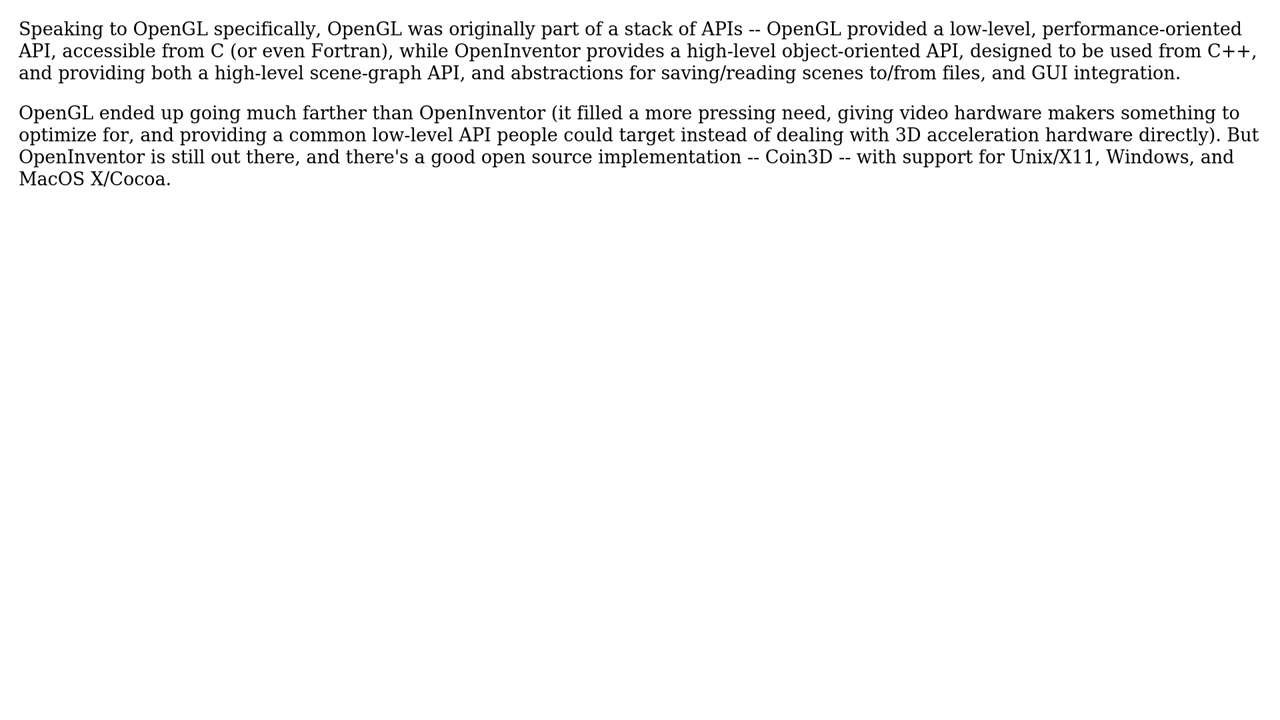 Speaking to OpenGL specifically, OpenGL was originally part of a stack of APIs -- OpenGL provided a low-level, performance-oriented
API, accessible from C (or even Fortran), while OpenInventor provides a high-level object-oriented API, designed to be used from C++,
and providing both a high-level scene-graph API, and abstractions for saving/reading scenes to/from files, and GUI integration.
OpenGL ended up going much farther than OpenInventor (it filled a more pressing need, giving video hardware makers something to
optimize for, and providing a common low-level API people could target instead of dealing with 3D acceleration hardware directly). But
OpenInventor is still out there, and there's a good open source implementation -- Coin3D -- with support for Unix/X11, Windows, and
MacOS X/Cocoa.